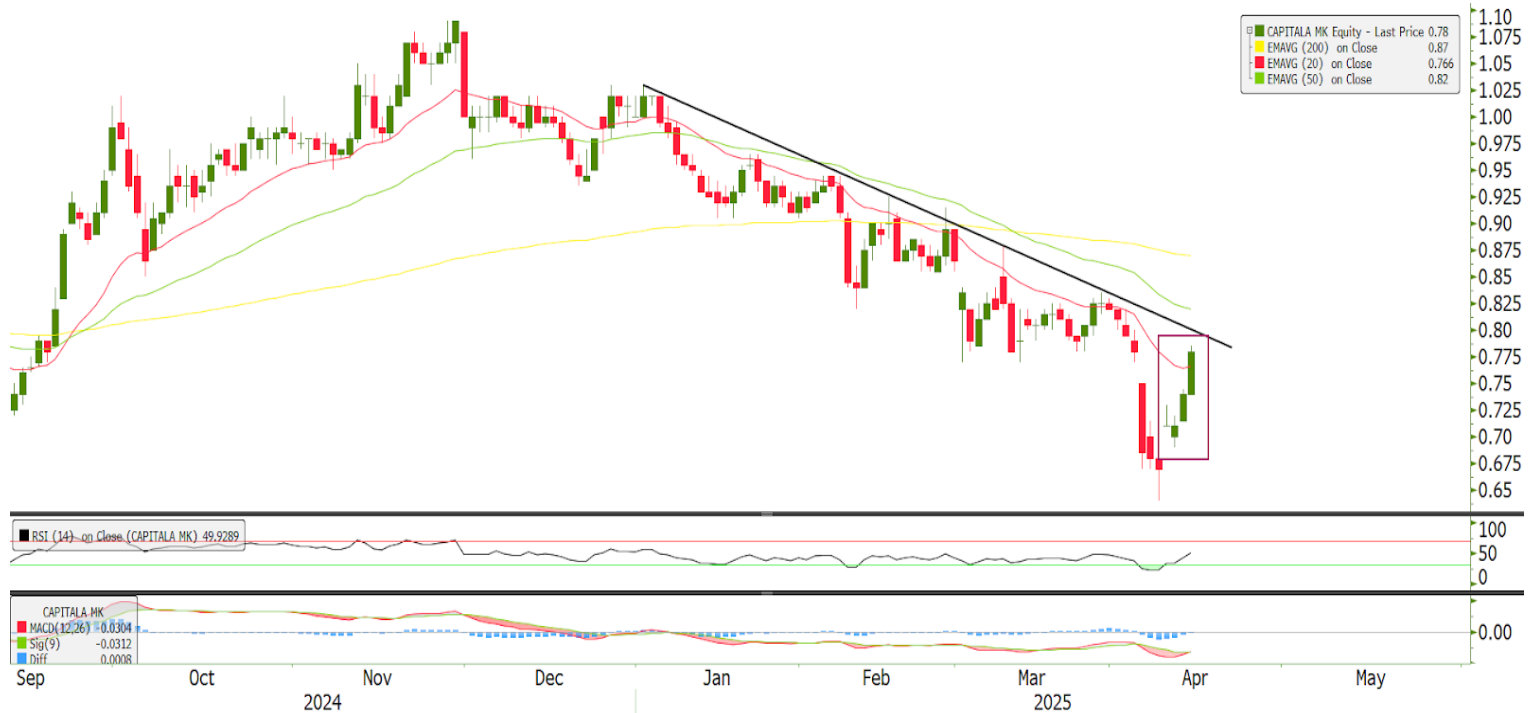 CAPITALA MK Equity - Last Price 0.78
EMAVG (200) on Close 0.87
EMAVG (20) on Close 0.766
EMAVG (50) on Close 0.82
1.10
1.075
1.05
1.025
1.00
0.975
0.95
0.925
0.90
0.875
0.85
0.825
0.80
0.775
0.75
0.725
0.70
0.675
0.65
RSI (14) on Close (CAPITALA MK) 49.9289
100
50
0
CAPITALA MK
MACD(12,26) -0.0304
Sig(9) -0.0312
Diff 0.0008
0.00
Sep Oct Nov Dec Jan Feb Mar Apr May
2024 2025